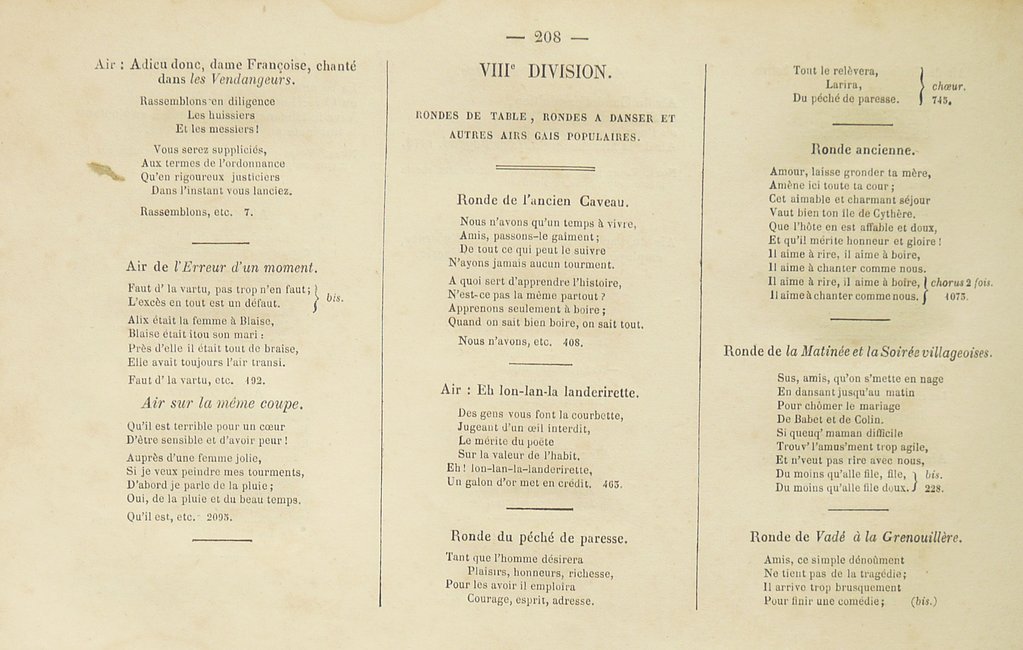 — 208 —
Air : Adieu donc, dame Françoise, chanté
dans les Vendangeurs.
Rassemblons en diligence
Les huissiers
Et les messiers!
Vous serez suppliciés,
Aux termes de l'ordonnance
Qu'en rigoureux justiciers
Dans l'instant vous lanciez.
Rassemblons, etc. 7.
Air de l'Erreur d'un moment.
Faut d' la vartu, pas trop n'en faut; }
L'excès en tout est un défaut. } bis.
Alix était la femme à Blaise,
Blaise était itou son mari :
Près d'elle il était tout de braise,
Elle avait toujours l'air transi.
Faut d' la vartu, etc. 192.
Air sur la même coupe.
Qu'il est terrible pour un cœur
D'être sensible et d'avoir peur!
Auprès d'une femme jolie,
Si je veux peindre mes tourments,
D'abord je parle de la pluie;
Oui, de la pluie et du beau temps.
Qu'il est, etc. 2095.
VIIIe DIVISION.
RONDES DE TABLE, RONDES A DANSER ET
AUTRES AIRS GAIS POPULAIRES.
Ronde de l'ancien Caveau.
Nous n'avons qu'un temps à vivre,
Amis, passons-le gaiment;
De tout ce qui peut le suivre
N'ayons jamais aucun tourment.
A quoi sert d'apprendre l'histoire,
N'est-ce pas la même partout ?
Apprenons seulement à boire;
Quand on sait bien boire, on sait tout.
Nous n'avons, etc. 408.
Air : Eh lon-lan-la landerirette.
Des gens vous font la courbette,
Jugeant d'un œil interdit,
Le mérite du poëte
Sur la valeur de l'habit.
Eh! lon-lan-la-landerirette,
Un galon d'or met en crédit. 403.
Ronde du péché de paresse.
Tant que l'homme désirera
Plaisirs, honneurs, richesse,
Pour les avoir il emploira
Courage, esprit, adresse.
Tout le relèvera,
Larira, } chœur.
Du péché de paresse. } 745.
Ronde ancienne.
Amour, laisse gronder ta mère,
Amène ici toute ta cour;
Cet aimable et charmant séjour
Vaut bien ton île de Cythère.
Que l'hôte en est affable et doux,
Et qu'il mérite honneur et gloire!
Il aime à rire, il aime à boire,
Il aime à chanter comme nous.
Il aime à rire, il aime à boire, } chorus 2 fois.
Il aime à chanter comme nous. } 1075.
Ronde de la Matinée et la Soirée villageoises.
Sus, amis, qu'on s'mette en nage
En dansant jusqu'au matin
Pour chômer le mariage
De Babet et de Colin.
Si queuq' maman difficile
Trouv' l'amus'ment trop agile,
Et n'veut pas rire avec nous,
Du moins qu'alle file, file, } bis.
Du moins qu'alle file doux. } 228.
Ronde de Vadé à la Grenouillère.
Amis, ce simple dénoûment
Ne tient pas de la tragédie;
Il arrive trop brusquement
Pour finir une comédie; (bis.)